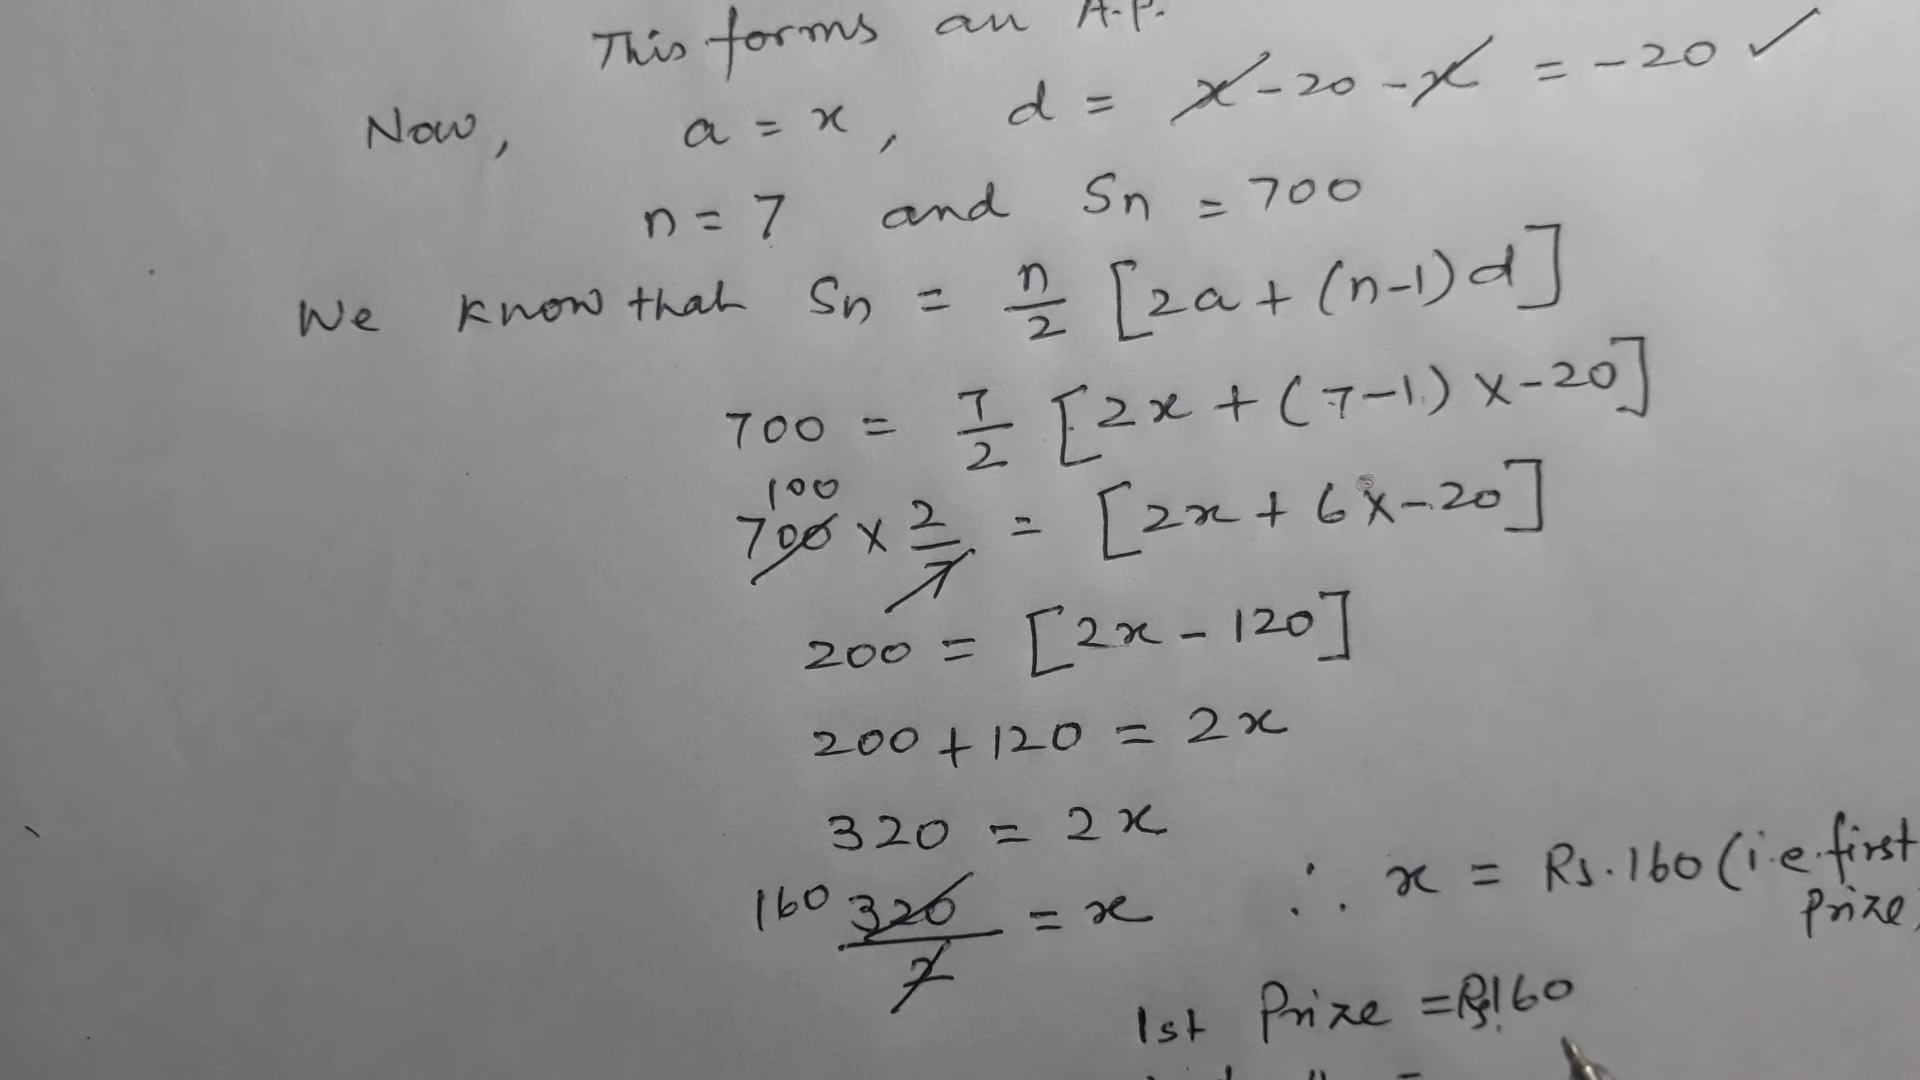 This forms an A.P.
Now, a = x, d = x - 20 - x = -20 ✓
n = 7 and Sn = 700
We know that Sn = n/2 [2a + (n-1) d]
700 = 7/2 [2x + (7-1) x -20]
100
700 x 2/7 = [2x + 6 x -20]
200 = [2x - 120]
200 + 120 = 2x
320 = 2x
160 320/2 = x ∴ x = Rs. 160 (i.e. first
Prize)
1st Prize = Rs.160